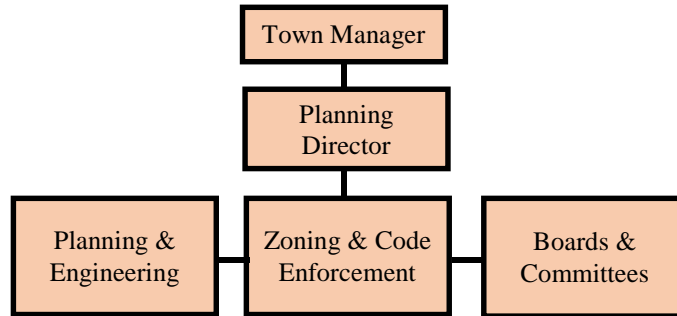 Town Manager
Planning
Director
Planning &
Engineering
Zoning & Code
Enforcement
Boards &
Committees